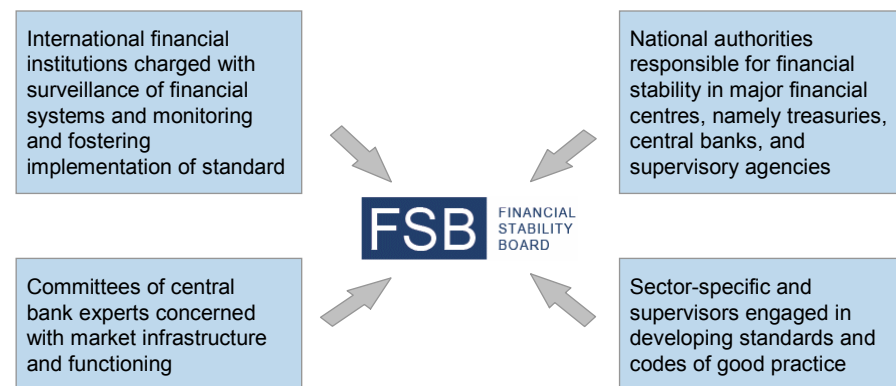 International financial
institutions charged with
surveillance of financial
systems and monitoring
and fostering
implementation of standard
National authorities
responsible for financial
stability in major financial
centres, namely treasuries,
central banks, and
supervisory agencies
FSB
FINANCIAL
STABILITY
BOARD
Committees of central
bank experts concerned
with market infrastructure
and functioning
Sector-specific and
supervisors engaged in
developing standards and
codes of good practice